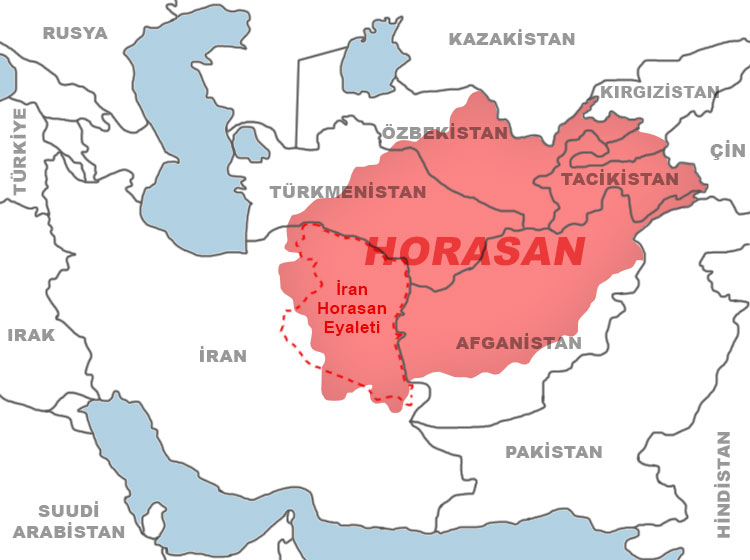 RUSYA
KAZAKİSTAN
KIRGIZİSTAN
ÖZBEKİSTAN
TÜRKİYE
ÇİN
TÜRKMENİSTAN
TACİKİSTAN
HORASAN
İran
Horasan
Eyaleti
IRAK
İRAN
AFGANİSTAN
PAKİSTAN
HİNDİSTAN
SUUDİ
ARABİSTAN